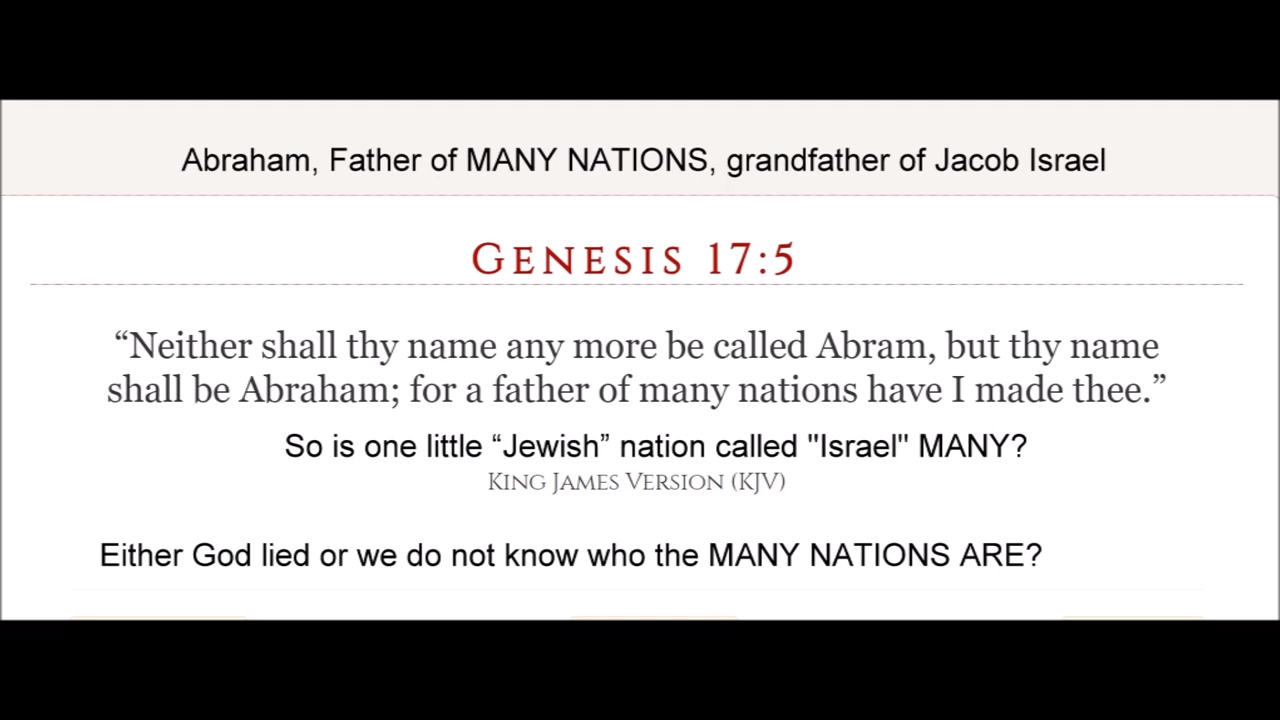 Abraham, Father of MANY NATIONS, grandfather of Jacob Israel
GENESIS 17:5
“Neither shall thy name any more be called Abram, but thy name
shall be Abraham; for a father of many nations have I made thee.”
So is one little “Jewish” nation called "Israel" MANY?
KING JAMES VERSION (KJV)
Either God lied or we do not know who the MANY NATIONS ARE?